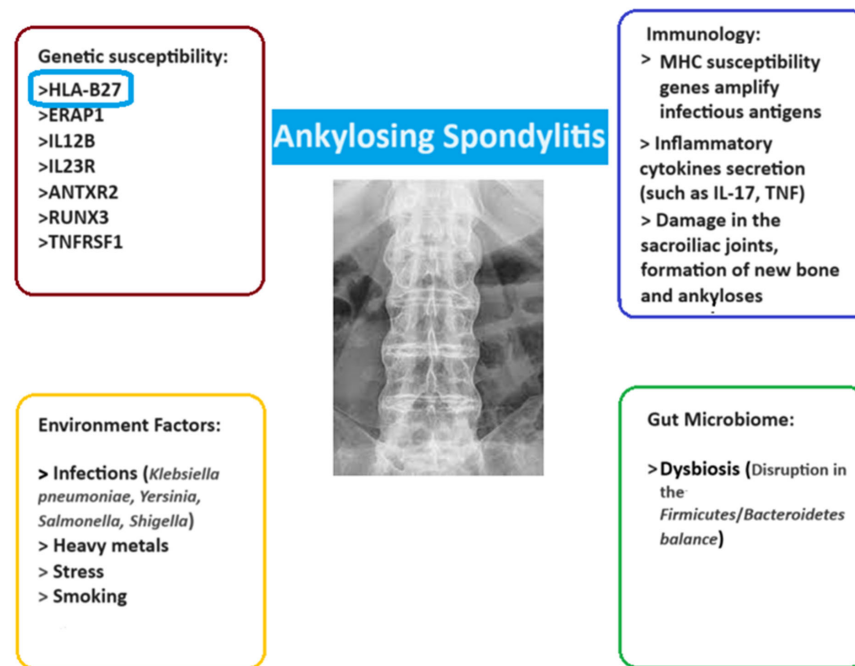 Genetic susceptibility:
>HLA-B27
>ERAP1
>IL12B
>IL23R
>ANTXR2
>RUNX3
>TNFRSF1
Ankylosing Spondylitis
Immunology:
> MHC susceptibility
genes amplify
infectious antigens
> Inflammatory
cytokines secretion
(such as IL-17, TNF)
> Damage in the
sacroiliac joints,
formation of new bone
and ankyloses
Environment Factors:
> Infections (Klebsiella
pneumoniae, Yersinia,
Salmonella, Shigella)
> Heavy metals
> Stress
> Smoking
Gut Microbiome:
>Dysbiosis (Disruption in
the
Firmicutes/Bacteroidetes
balance)